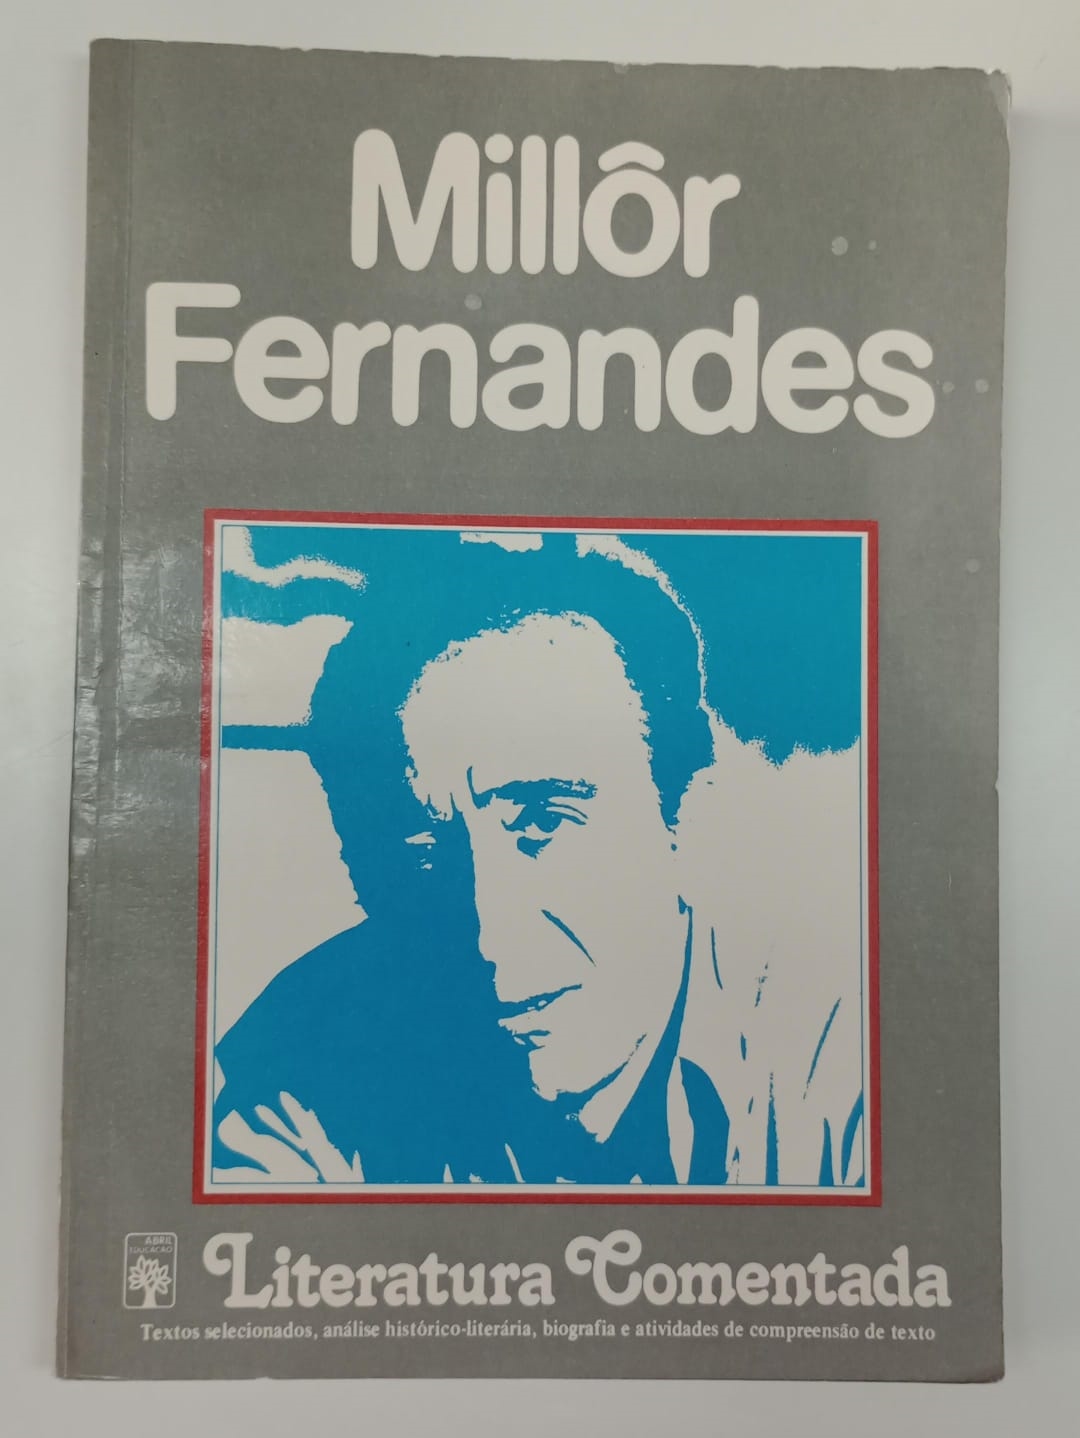 Millôr
Fernandes
ABRIL
EDUCAÇÃO
Literatura Comentada
Textos selecionados, análise histórico-literária, biografia e atividades de compreensão de texto